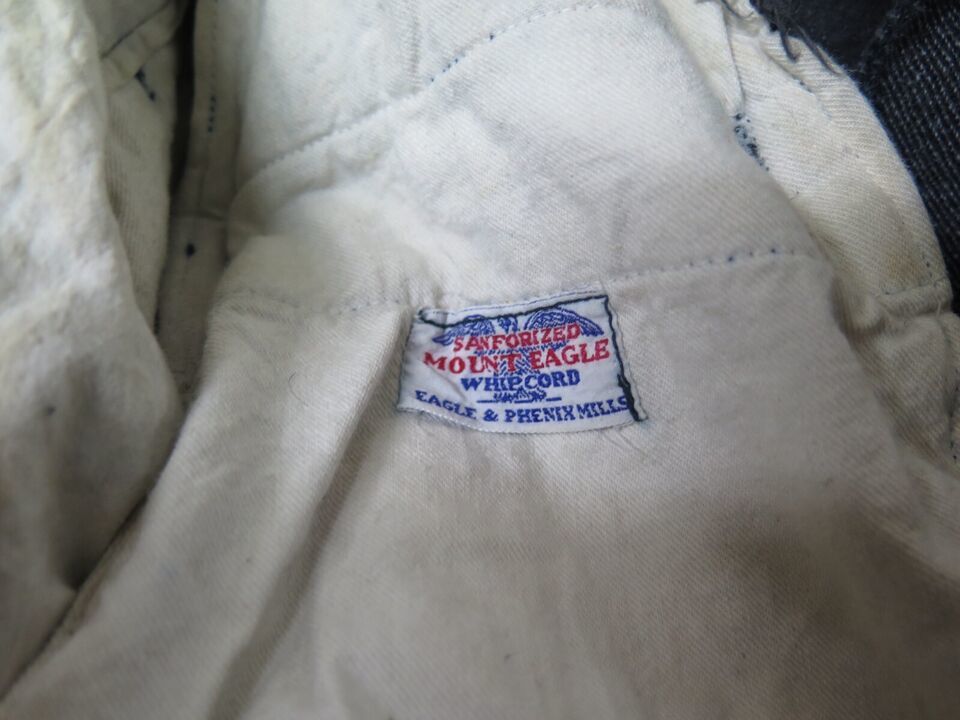 SANFORIZED
MOUNT EAGLE
WHIPCORD
EAGLE & PHENIX MILLS